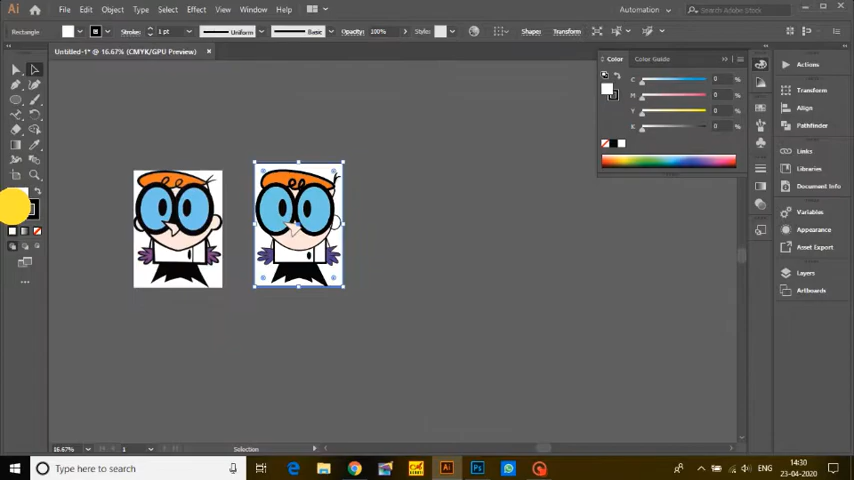 Ai File Edit Object Type Select Effect View Window Help Automation Search Adobe Stock
Rectangle Stroke: 1 pt Uniform Basic Opacity: 100% Style: Shape: Transform
Untitled-1* @ 16.67% (CMYK/GPU Preview) ×
Color Color Guide
C 0 %
M 0 %
Y 0 %
K 0 %
Actions
Transform
Align
Pathfinder
Links
Libraries
Document Info
Variables
Appearance
Asset Export
Layers
Artboards
16.67% 1 Selection
Type here to search Ai Ps ENG 14:30
23-04-2020